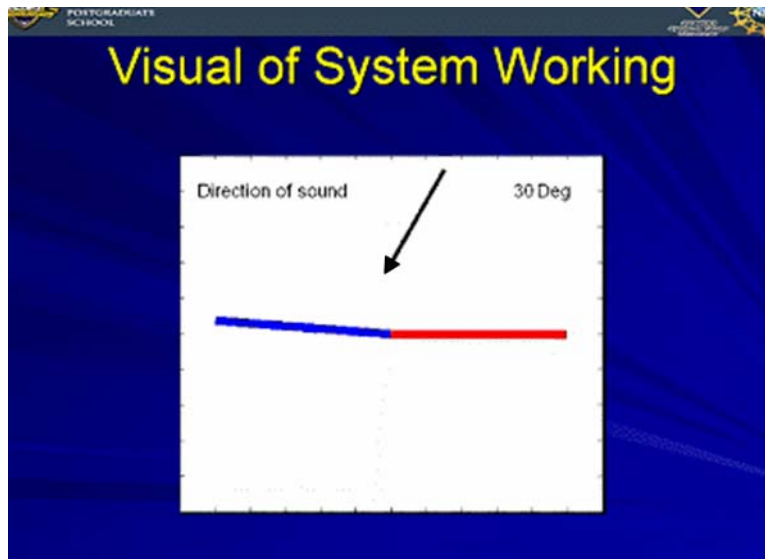 POSTGRADUATE
SCHOOL
Visual of System Working
Direction of sound 30 Deg